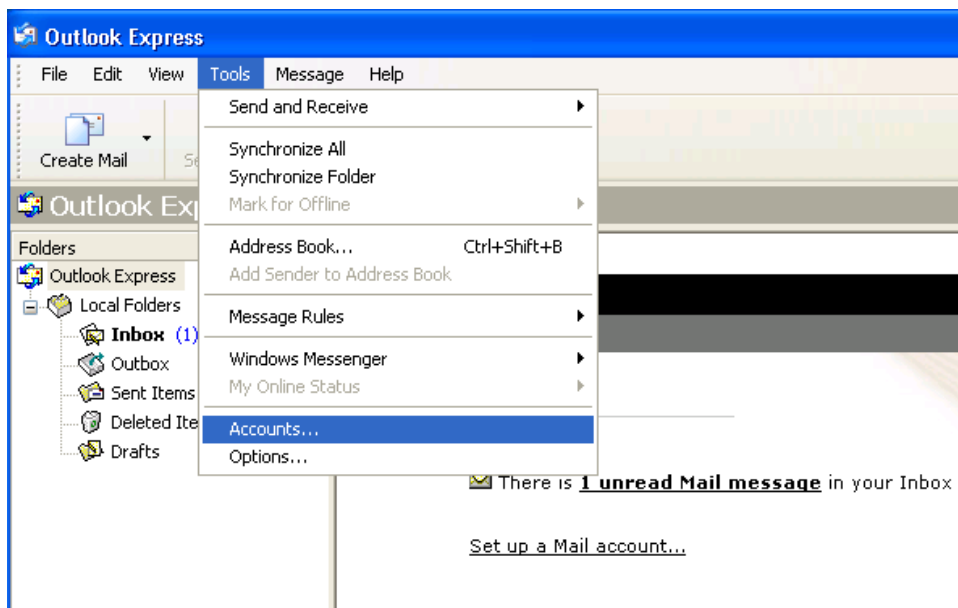 Outlook Express
File Edit View Tools Message Help
Send and Receive
Create Mail
Synchronize All
Synchronize Folder
Mark for Offline
Outlook Ex
Address Book... Ctrl+Shift+B
Add Sender to Address Book
Folders
Outlook Express
Local Folders
Inbox (1)
Outbox
Sent Items
Deleted Ite
Drafts
Message Rules
Windows Messenger
My Online Status
Accounts...
Options...
There is 1 unread Mail message in your Inbox
Set up a Mail account...